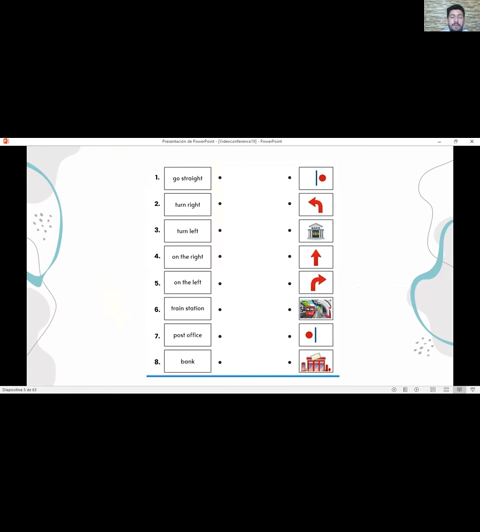 Presentación de PowerPoint - [Videoconferencia19] - PowerPoint
1. go straight
2. turn right
3. turn left
4. on the right
5. on the left
6. train station
7. post office
8. bank
Diapositiva 5 de 63